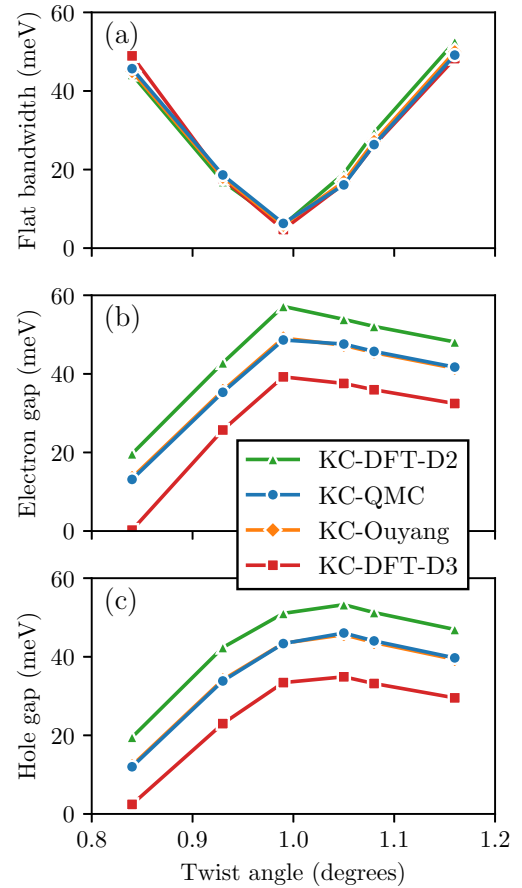 (a)
Flat bandwidth (meV)
60
40
20
0
(b)
Electron gap (meV)
60
40
20
0
KC-DFT-D2
KC-QMC
KC-Ouyang
KC-DFT-D3
(c)
Hole gap (meV)
60
40
20
0
0.8 0.9 1.0 1.1 1.2
Twist angle (degrees)